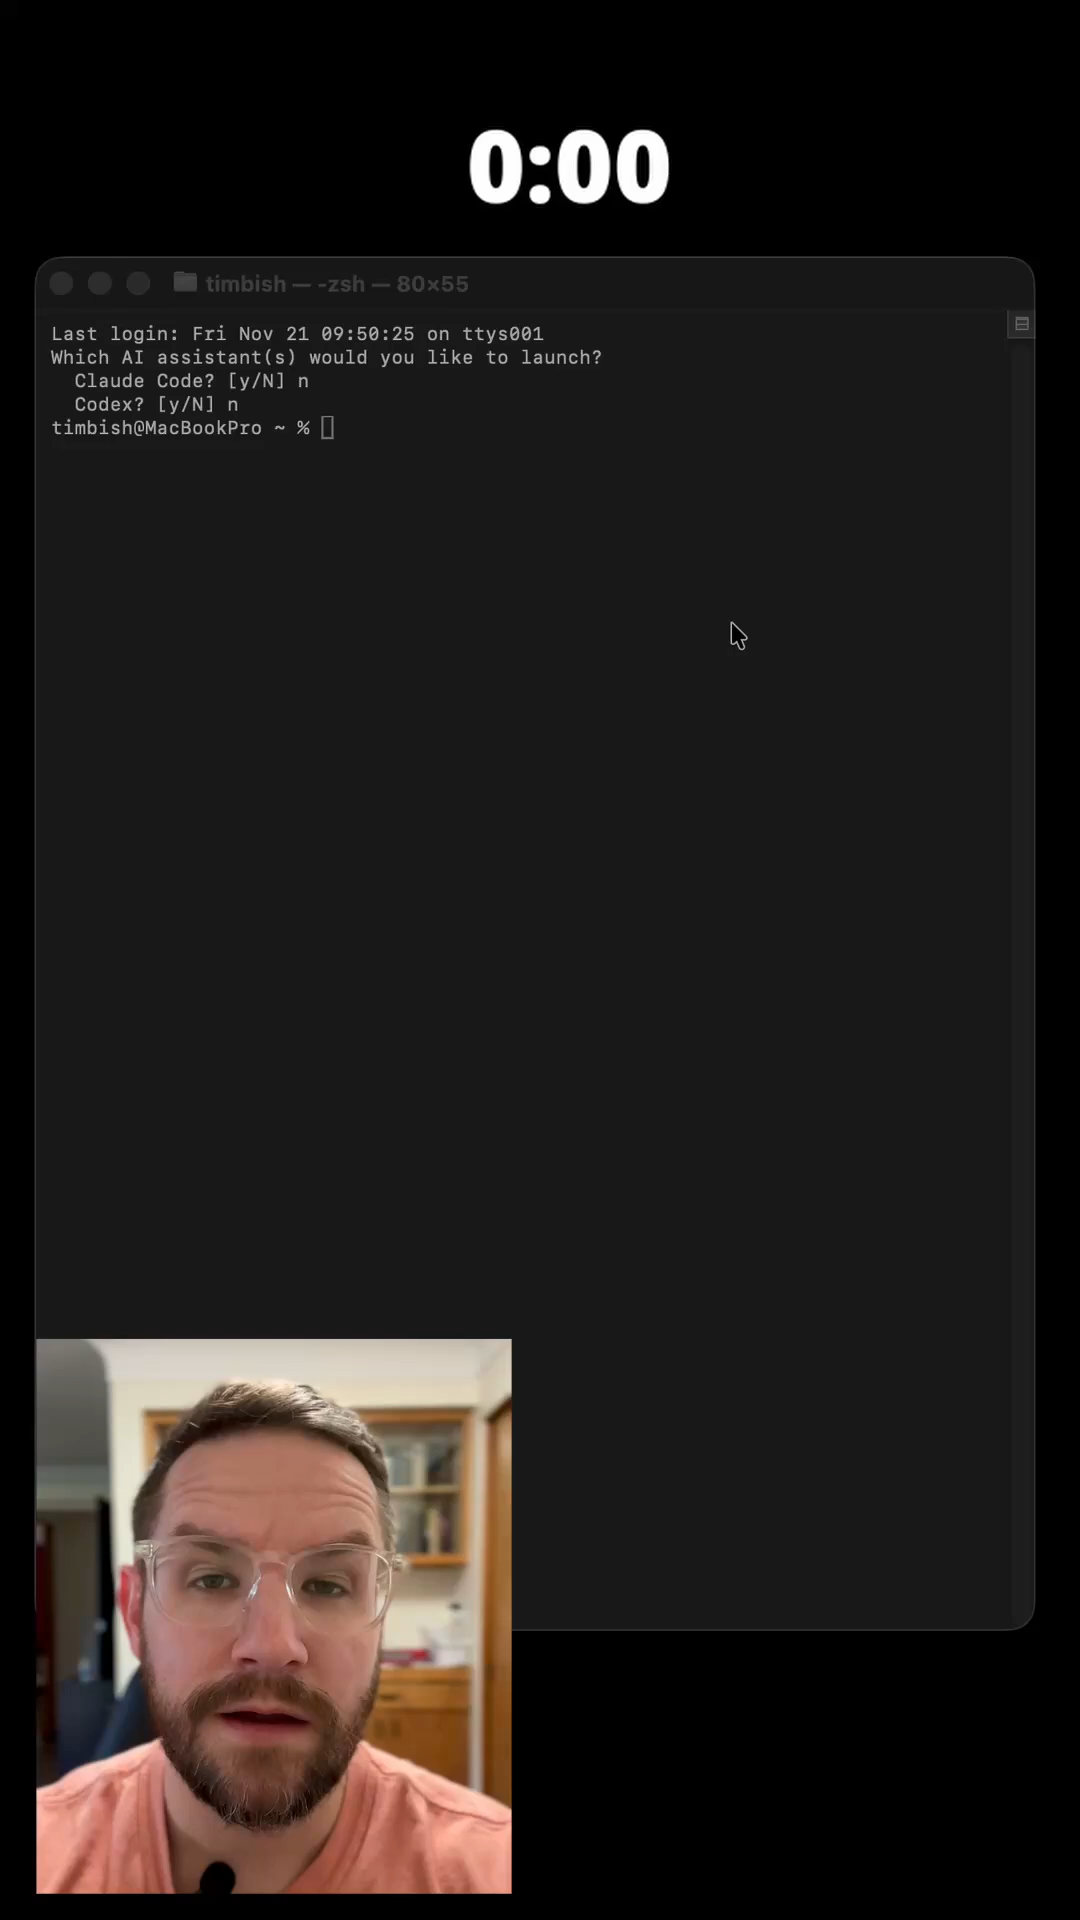 0:00
timbish — -zsh — 80×55
Last login: Fri Nov 21 09:50:25 on ttys001
Which AI assistant(s) would you like to launch?
Claude Code? [y/N] n
Codex? [y/N] n
timbish@MacBookPro ~ %